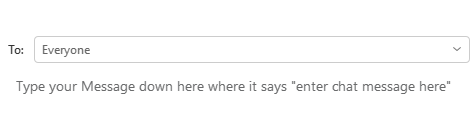 To: Everyone
Type your Message down here where it says "enter chat message here"